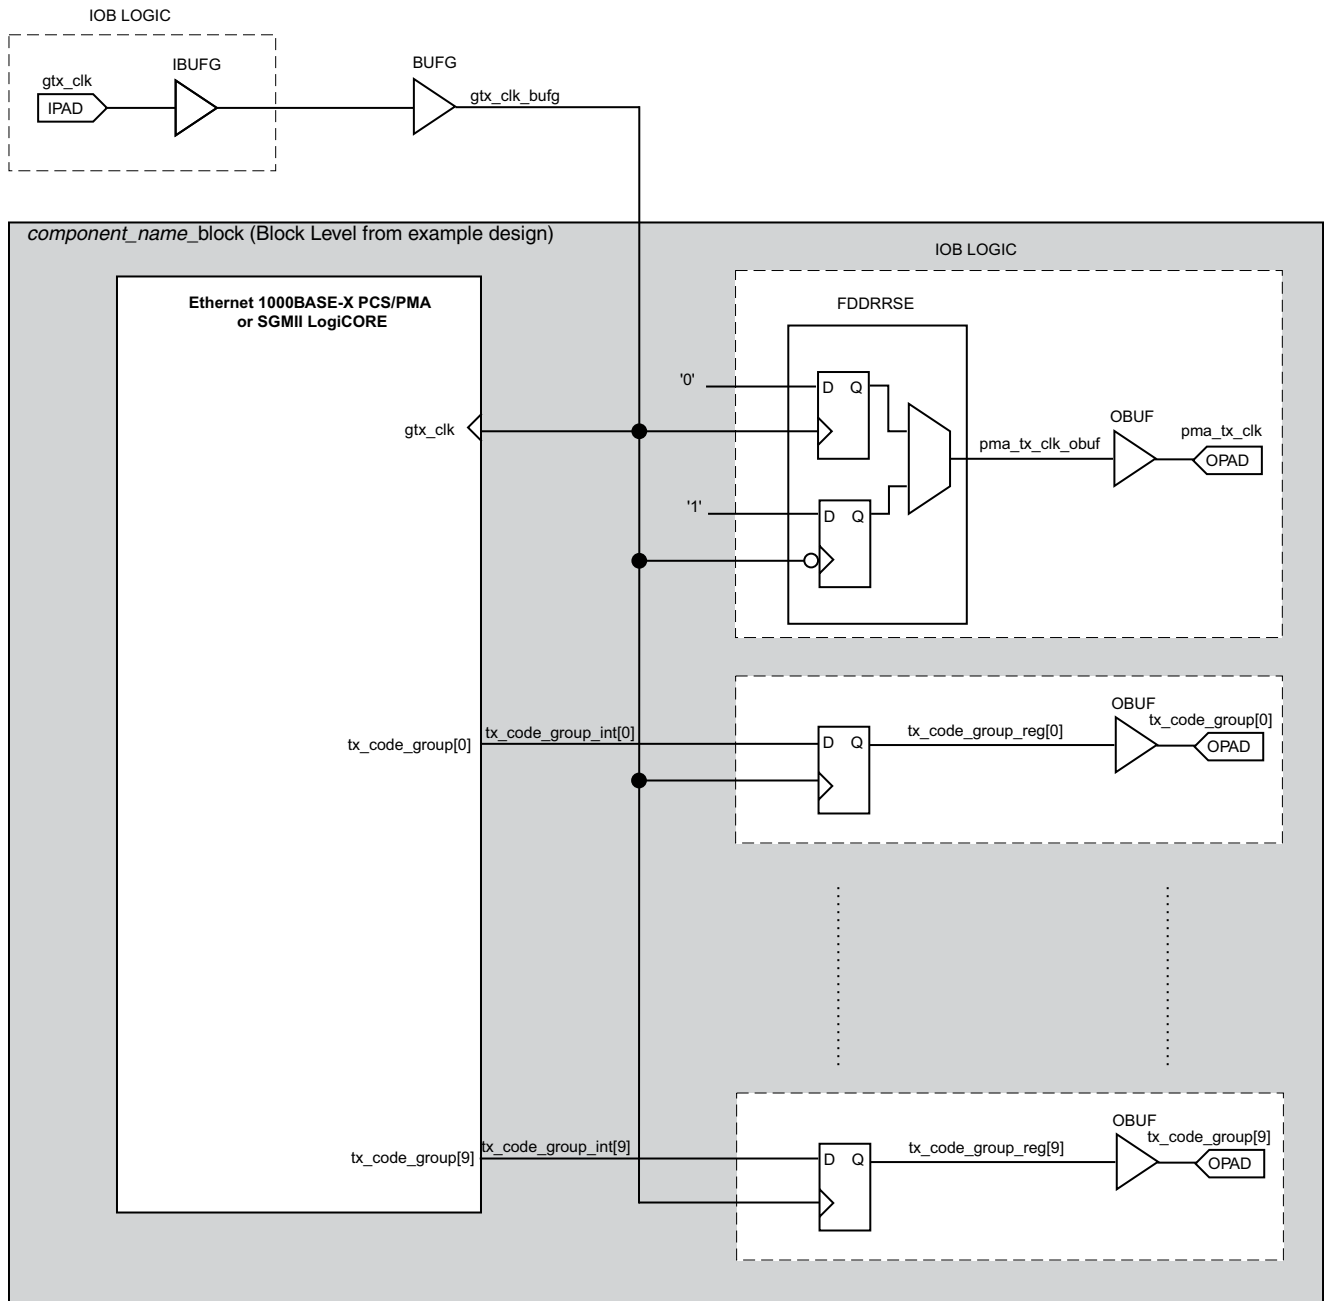 IOB LOGIC
gtx_clk
IPAD
IBUFG
BUFG
gtx_clk_bufg
component_name_block (Block Level from example design)
Ethernet 1000BASE-X PCS/PMA
or SGMII LogiCORE
IOB LOGIC
FDDRRSE
'0'
D Q
gtx_clk
pma_tx_clk_obuf
OBUF
pma_tx_clk
OPAD
'1'
D Q
tx_code_group[0]
tx_code_group_int[0]
D Q
tx_code_group_reg[0]
OBUF
tx_code_group[0]
OPAD
tx_code_group[9]
tx_code_group_int[9]
D Q
tx_code_group_reg[9]
OBUF
tx_code_group[9]
OPAD